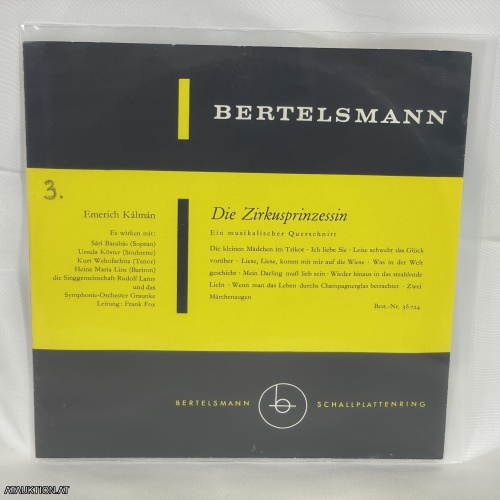 BERTELSMANN
3.
Emerich Kálmán
Es wirken mit:
Sári Barabás (Sopran)
Ursula Köster (Soubrette)
Kurt Wehofschitz (Tenor)
Heinz Maria Lins (Bariton)
die Singgemeinschaft Rudolf Lamy
und das
Symphonie-Orchester Graunke
Leitung: Frank Fox
Die Zirkusprinzessin
Ein musikalischer Querschnitt
Die kleinen Mädchen im Trikot · Ich liebe Sie · Leise schwebt das Glück
vorüber · Liese, Liese, komm mit mir auf die Wiese · Was in der Welt
geschieht · Mein Darling muß lieb sein · Wieder hinaus in das strahlende
Licht · Wenn man das Leben durchs Champagnerglas betrachtet · Zwei
Märchenaugen
Best.-Nr. 36 724
BERTELSMANN
b
SCHALLPLATTENRING
ATAUKTION.AT